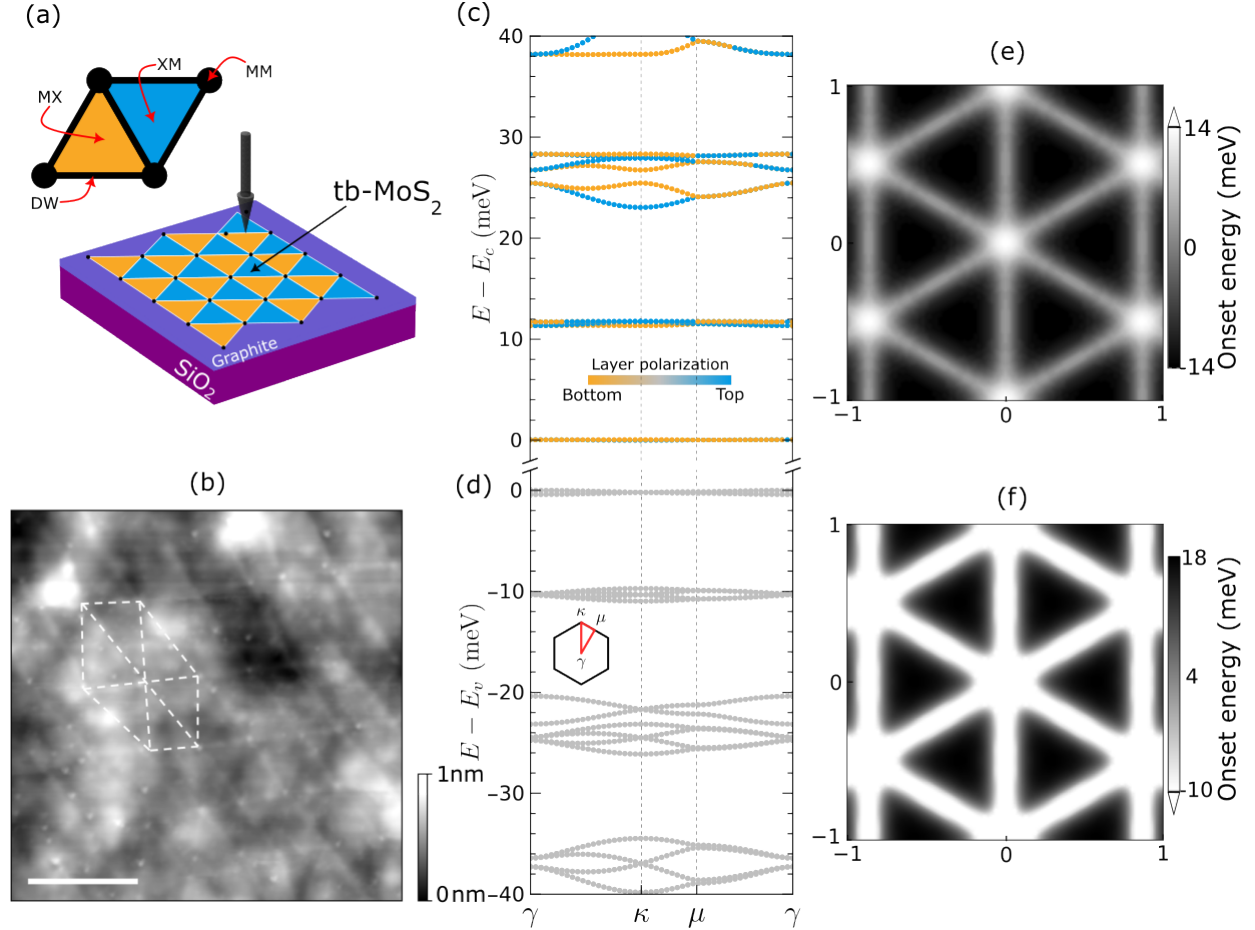 (a)
XM
MM
MX
DW
tb-MoS₂
Graphite
SiO₂
(b)
1nm
0nm
(c)
40
30
20
10
0
E − E_c (meV)
Layer polarization
Bottom
Top
(d)
0
−10
−20
−30
−40
E − E_v (meV)
κ
μ
γ
γ
κ
μ
γ
(e)
1
0
−1
−1
0
1
14
0
−14
Onset energy (meV)
(f)
1
0
−1
−1
0
1
18
4
−10
Onset energy (meV)